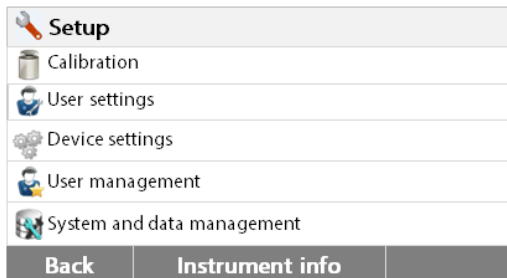 Setup
Calibration
User settings
Device settings
User management
System and data management
Back Instrument info